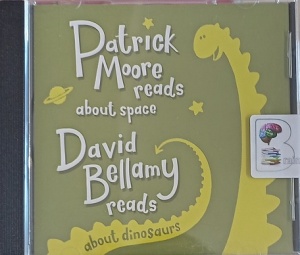 Patrick
Moore
reads
about space
David
Bellamy
reads
about dinosaurs